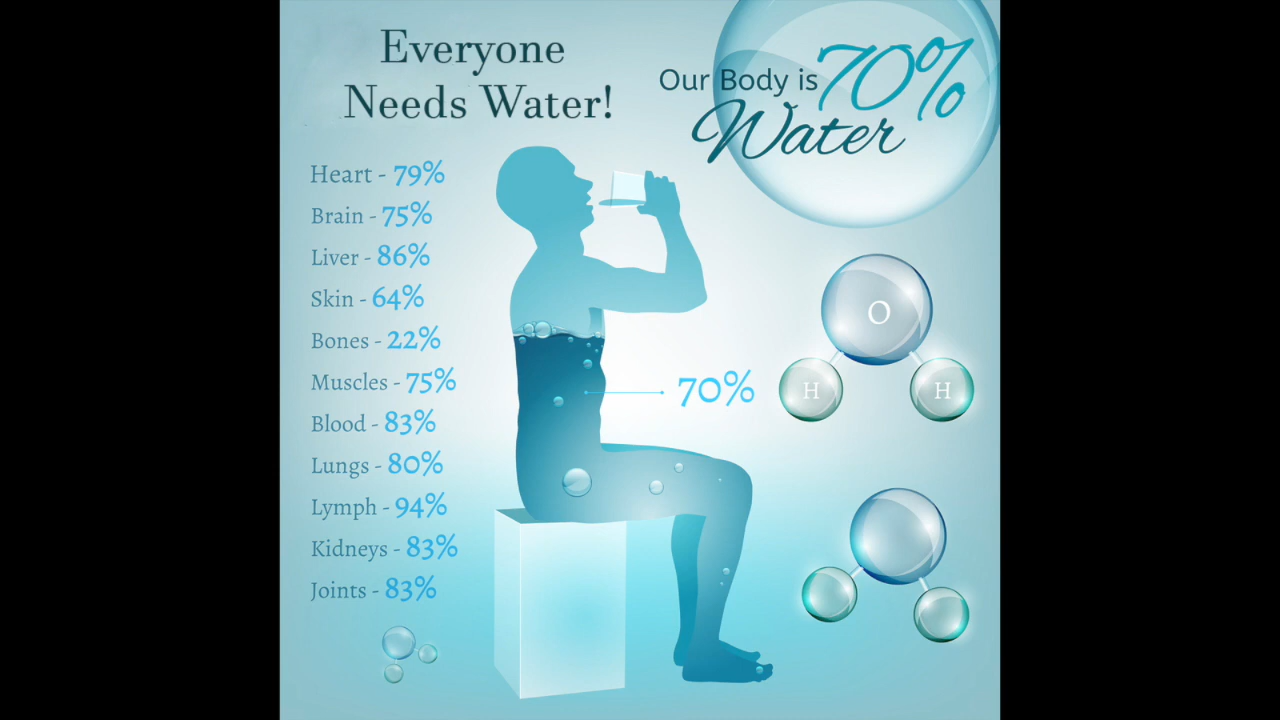 Everyone
Needs Water!
Our Body is 70%
Water
Heart - 79%
Brain - 75%
Liver - 86%
Skin - 64%
Bones - 22%
Muscles - 75%
Blood - 83%
Lungs - 80%
Lymph - 94%
Kidneys - 83%
Joints - 83%
70%
O
H H